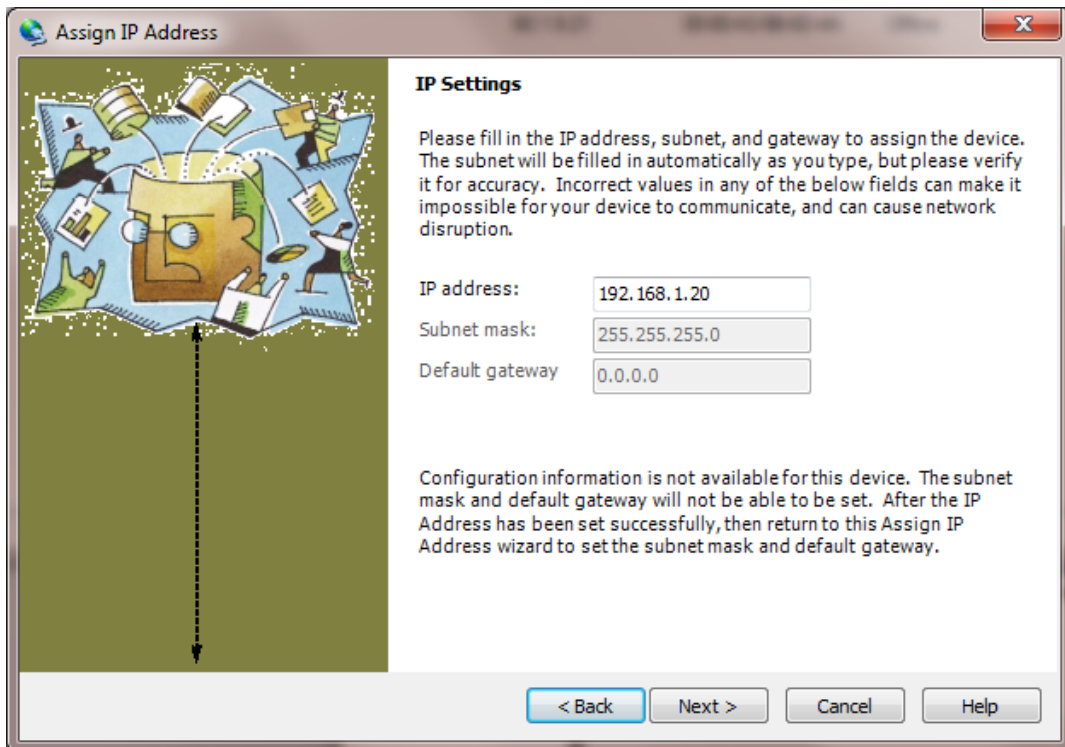 Assign IP Address
IP Settings
Please fill in the IP address, subnet, and gateway to assign the device.
The subnet will be filled in automatically as you type, but please verify
it for accuracy. Incorrect values in any of the below fields can make it
impossible for your device to communicate, and can cause network
disruption.
IP address: 192.168.1.20
Subnet mask: 255.255.255.0
Default gateway 0.0.0.0
Configuration information is not available for this device. The subnet
mask and default gateway will not be able to be set. After the IP
Address has been set successfully, then return to this Assign IP
Address wizard to set the subnet mask and default gateway.
< Back Next > Cancel Help